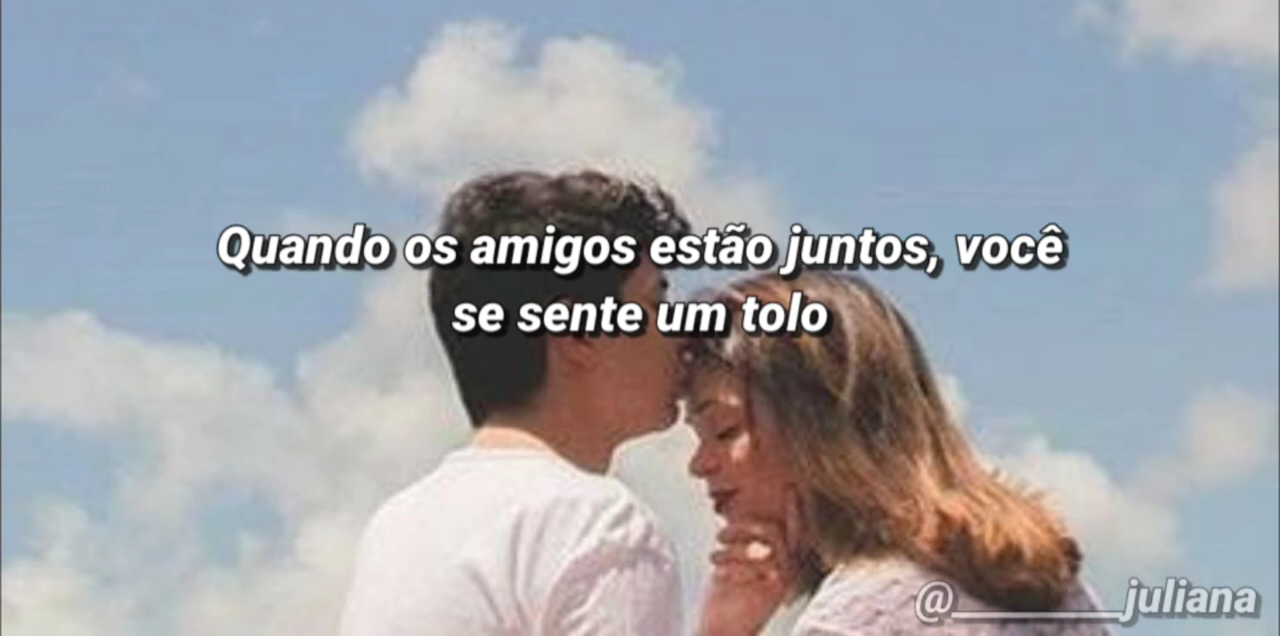 Quando os amigos estão juntos, você
se sente um tolo
@________juliana